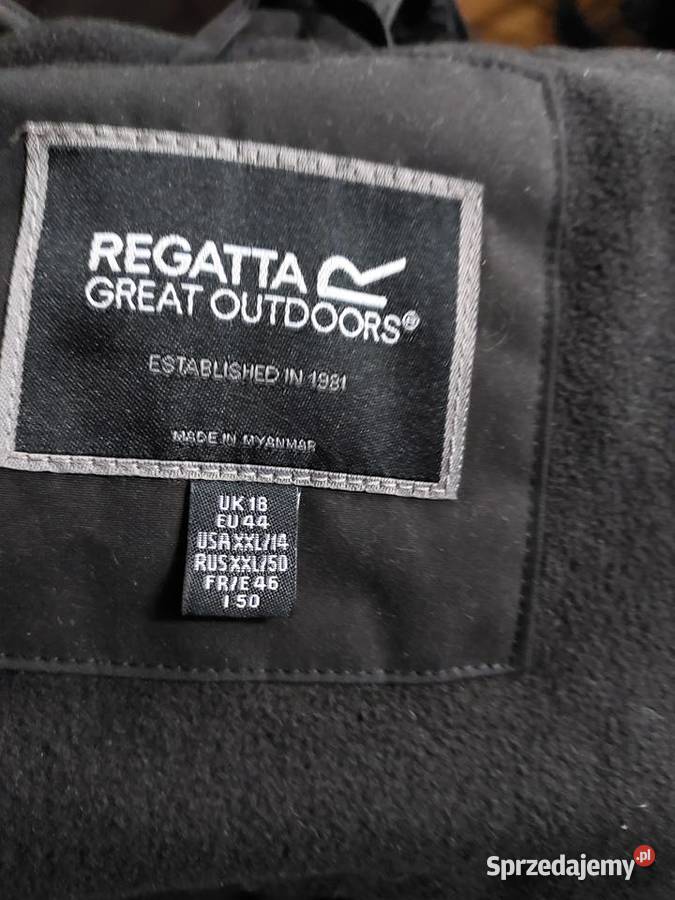 REGATTA
GREAT OUTDOORS®
ESTABLISHED IN 1981
MADE IN MYANMAR
UK 18
EU 44
USA XXL/14
RUS XXL/50
FR/E 46
I 50
Sprzedajemy.pl